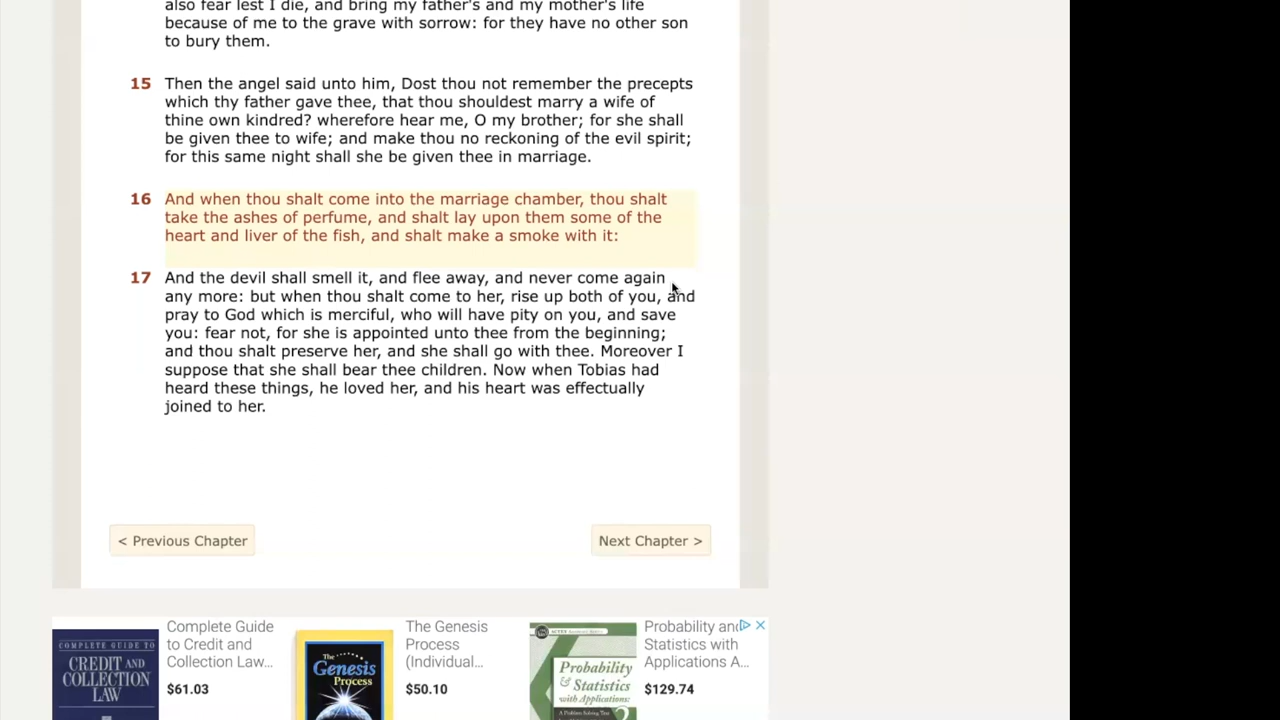 also fear lest I die, and bring my father's and my mother's life
because of me to the grave with sorrow: for they have no other son
to bury them.
15 Then the angel said unto him, Dost thou not remember the precepts
which thy father gave thee, that thou shouldest marry a wife of
thine own kindred? wherefore hear me, O my brother; for she shall
be given thee to wife; and make thou no reckoning of the evil spirit;
for this same night shall she be given thee in marriage.
16 And when thou shalt come into the marriage chamber, thou shalt
take the ashes of perfume, and shalt lay upon them some of the
heart and liver of the fish, and shalt make a smoke with it:
17 And the devil shall smell it, and flee away, and never come again
any more: but when thou shalt come to her, rise up both of you, and
pray to God which is merciful, who will have pity on you, and save
you: fear not, for she is appointed unto thee from the beginning;
and thou shalt preserve her, and she shall go with thee. Moreover I
suppose that she shall bear thee children. Now when Tobias had
heard these things, he loved her, and his heart was effectually
joined to her.
< Previous Chapter
Next Chapter >
COMPLETE GUIDE TO
CREDIT AND
COLLECTION
LAW
Complete Guide
to Credit and
Collection Law...
$61.03
The
Genesis
Process
The Genesis
Process
(Individual...
$50.10
Probability
& Statistics
with Applications:
Probability and
Statistics with
Applications A...
$129.74